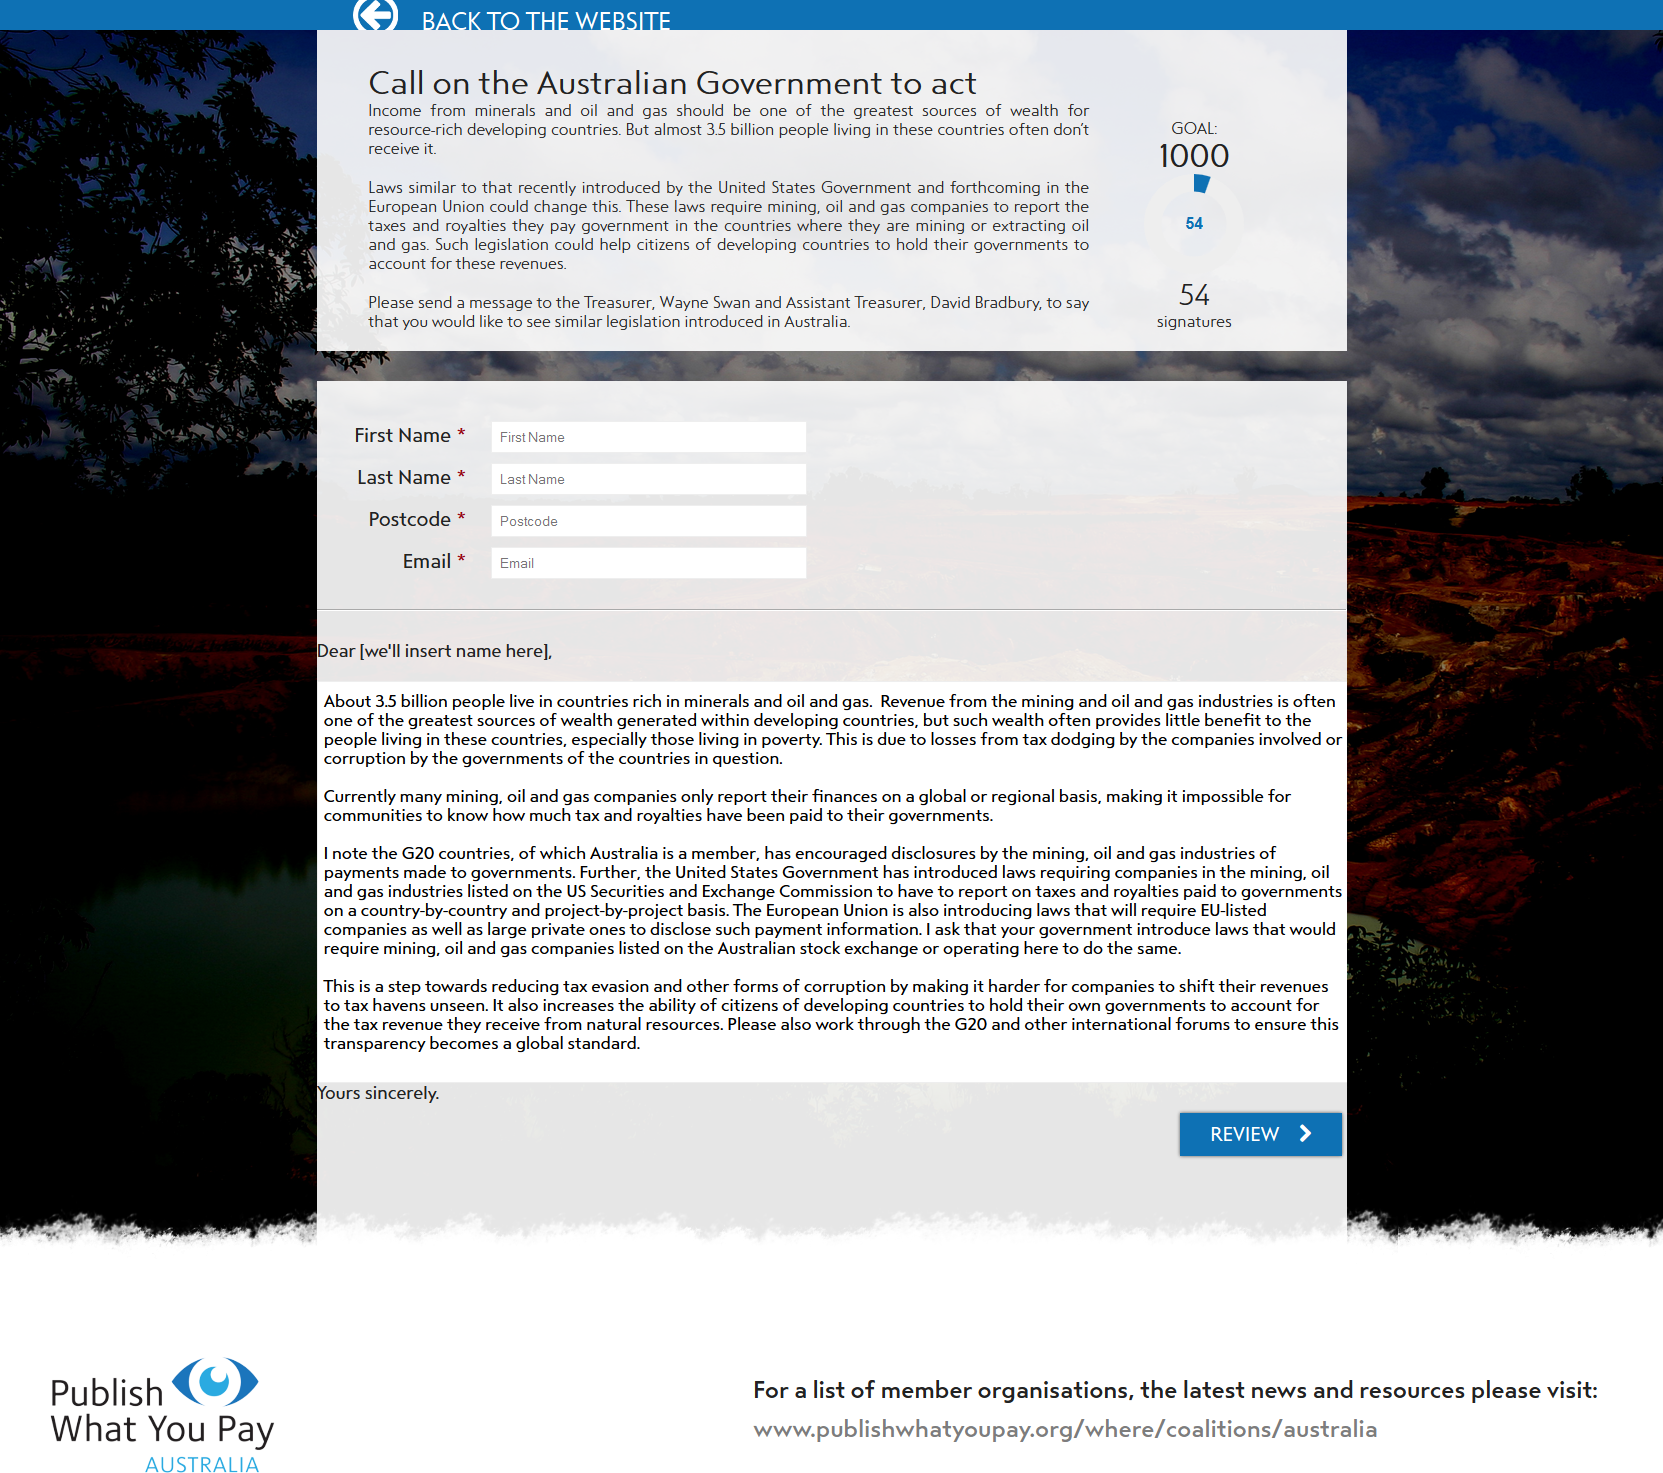 BACK TO THE WEBSITE
Call on the Australian Government to act
Income from minerals and oil and gas should be one of the greatest sources of wealth for
resource-rich developing countries. But almost 3.5 billion people living in these countries often don't
receive it.
Laws similar to that recently introduced by the United States Government and forthcoming in the
European Union could change this. These laws require mining, oil and gas companies to report the
taxes and royalties they pay government in the countries where they are mining or extracting oil
and gas. Such legislation could help citizens of developing countries to hold their governments to
account for these revenues.
Please send a message to the Treasurer, Wayne Swan and Assistant Treasurer, David Bradbury, to say
that you would like to see similar legislation introduced in Australia.
GOAL:
1000
54
54
signatures
First Name * First Name
Last Name * Last Name
Postcode * Postcode
Email * Email
Dear [we'll insert name here],
About 3.5 billion people live in countries rich in minerals and oil and gas.  Revenue from the mining and oil and gas industries is often
one of the greatest sources of wealth generated within developing countries, but such wealth often provides little benefit to the
people living in these countries, especially those living in poverty. This is due to losses from tax dodging by the companies involved or
corruption by the governments of the countries in question.
Currently many mining, oil and gas companies only report their finances on a global or regional basis, making it impossible for
communities to know how much tax and royalties have been paid to their governments.
I note the G20 countries, of which Australia is a member, has encouraged disclosures by the mining, oil and gas industries of
payments made to governments. Further, the United States Government has introduced laws requiring companies in the mining, oil
and gas industries listed on the US Securities and Exchange Commission to have to report on taxes and royalties paid to governments
on a country-by-country and project-by-project basis. The European Union is also introducing laws that will require EU-listed
companies as well as large private ones to disclose such payment information. I ask that your government introduce laws that would
require mining, oil and gas companies listed on the Australian stock exchange or operating here to do the same.
This is a step towards reducing tax evasion and other forms of corruption by making it harder for companies to shift their revenues
to tax havens unseen. It also increases the ability of citizens of developing countries to hold their own governments to account for
the tax revenue they receive from natural resources. Please also work through the G20 and other international forums to ensure this
transparency becomes a global standard.
Yours sincerely.
REVIEW
Publish
What You Pay
AUSTRALIA
For a list of member organisations, the latest news and resources please visit:
www.publishwhatyoupay.org/where/coalitions/australia